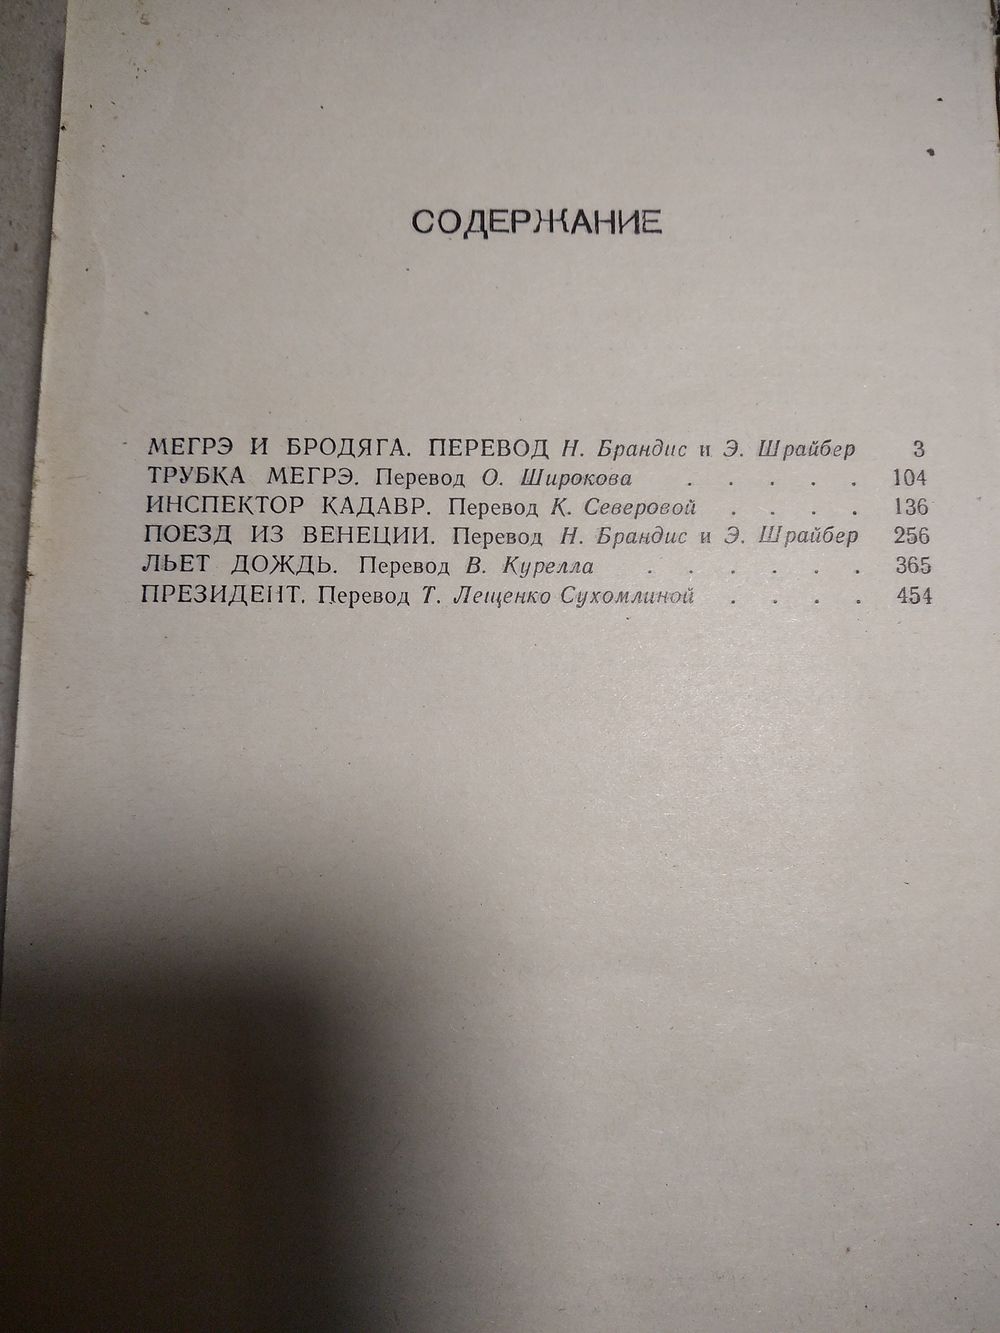 СОДЕРЖАНИЕ
МЕГРЭ И БРОДЯГА. ПЕРЕВОД Н. Брандис и Э. Шрайбер 3
ТРУБКА МЕГРЭ. Перевод О. Широкова . . . . . 104
ИНСПЕКТОР КАДАВР. Перевод К. Северовой . . . . 136
ПОЕЗД ИЗ ВЕНЕЦИИ. Перевод Н. Брандис и Э. Шрайбер 256
ЛЬЕТ ДОЖДЬ. Перевод В. Курелла . . . . . . 365
ПРЕЗИДЕНТ. Перевод Т. Лещенко Сухомлиной . . . . 454